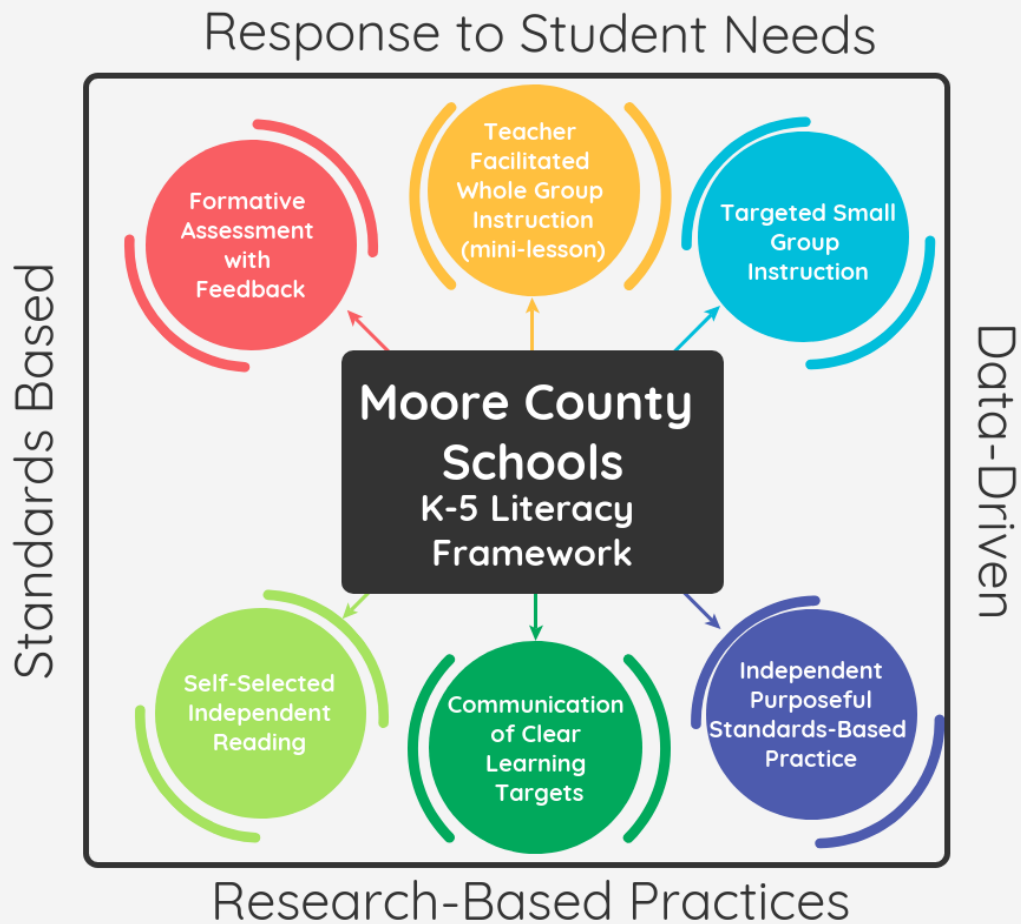 Response to Student Needs
Standards Based
Formative
Assessment
with
Feedback
Teacher
Facilitated
Whole Group
Instruction
(mini-lesson)
Targeted Small
Group
Instruction
Data-Driven
Moore County
Schools
K-5 Literacy
Framework
Self-Selected
Independent
Reading
Communication
of Clear
Learning
Targets
Independent
Purposeful
Standards-Based
Practice
Research-Based Practices